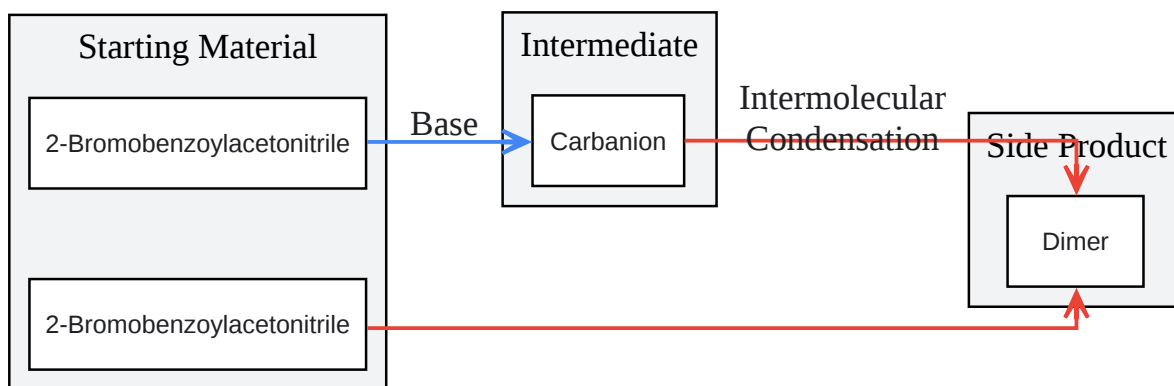 Starting Material
2-Bromobenzoylacetonitrile
2-Bromobenzoylacetonitrile
Base
Intermediate
Carbanion
Intermolecular
Condensation
Side Product
Dimer